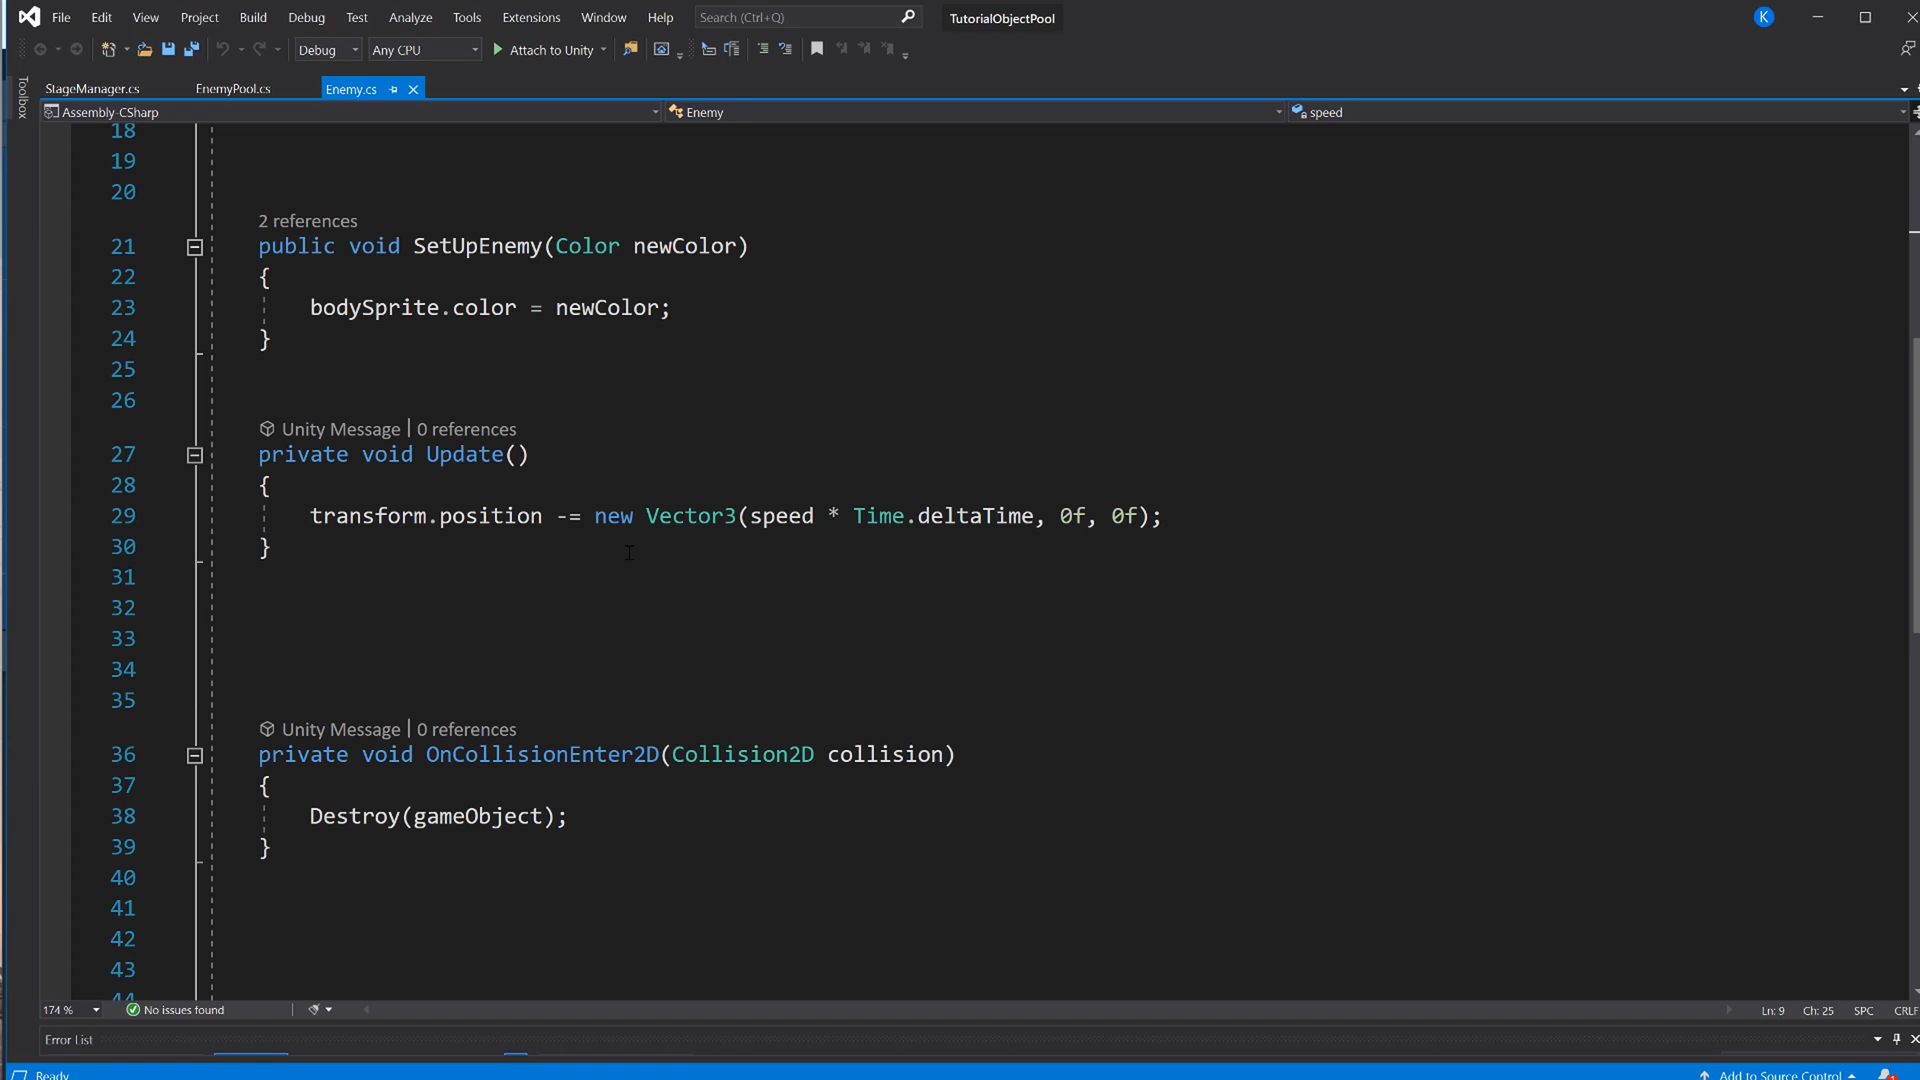 File Edit View Project Build Debug Test Analyze Tools Extensions Window Help Search (Ctrl+Q) TutorialObjectPool K
Debug Any CPU Attach to Unity
StageManager.cs EnemyPool.cs Enemy.cs
Toolbox
Assembly-CSharp Enemy speed
18
19
20
2 references
21 public void SetUpEnemy(Color newColor)
22 {
23 bodySprite.color = newColor;
24 }
25
26
Unity Message | 0 references
27 private void Update()
28 {
29 transform.position -= new Vector3(speed * Time.deltaTime, 0f, 0f);
30 }
31
32
33
34
35
Unity Message | 0 references
36 private void OnCollisionEnter2D(Collision2D collision)
37 {
38 Destroy(gameObject);
39 }
40
41
42
43
44
174 % No issues found Ln: 9 Ch: 25 SPC CRLF
Error List
Ready Add to Source Control